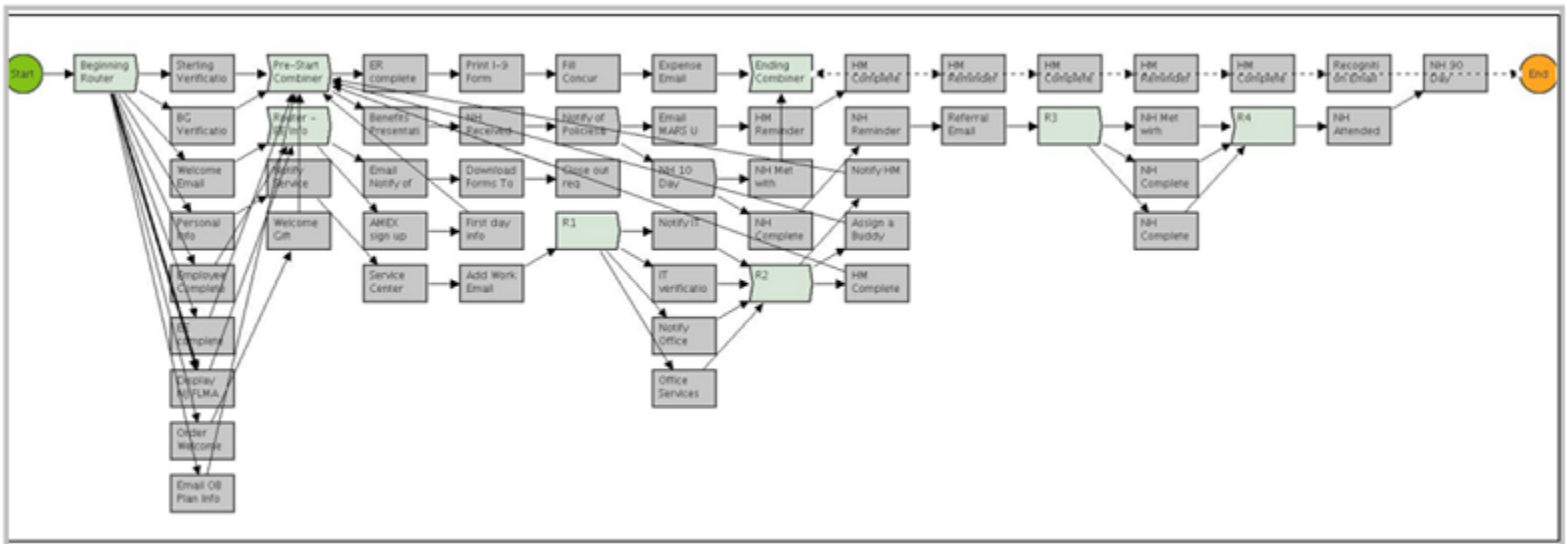 Start
Beginning
Router
Sterling
Verificatio
Pre-Start
Combiner
ER
complete
Print I-9
Form
Fill
Concur
Expense
Email
Ending
Combiner
HM
Complete
HM
Reminder
HM
Complete
HM
Reminder
HM
Complete
Recogniti
on Email
NH 90
Day
End
BG
Verificatio
Router -
Benefits
Presentati
NH
Received
Notify of
Policies
Email
MARS U
HM
Reminder
NH
Reminder
Referral
Email
R3
NH Met
with
R4
NH
Attended
Welcome
Email
Notify
Service
Email
Notify of
Download
Forms To
Close out
req
NH 10
Day
NH Met
with
Notify HM
NH
Complete
Personal
Info
Welcome
Gift
AMEX
sign up
First day
info
R1
Notify IT
NH
Complete
Assign a
Buddy
NH
Complete
Employee
Complete
Service
Center
Add Work
Email
IT
verificatio
R2
HM
Complete
complete
Notify
Office
Display
Office
Services
Order
Welcome
Email OB
Plan Info